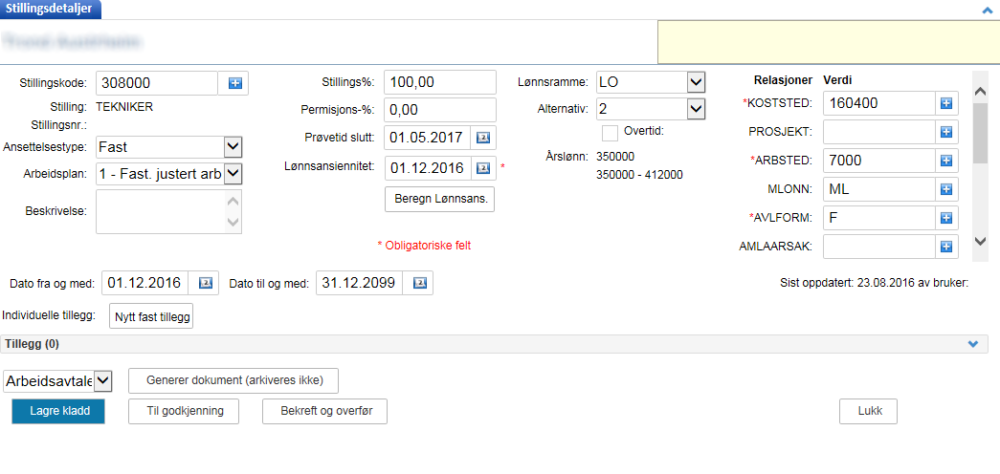 Stillingsdetaljer
Stillingskode: 308000
Stilling: TEKNIKER
Stillingsnr.:
Ansettelsestype: Fast
Arbeidsplan: 1 - Fast. justert arb
Beskrivelse:
Stillings%: 100,00
Permisjons-%: 0,00
Prøvetid slutt: 01.05.2017
Lønnsansiennitet: 01.12.2016 *
Beregn Lønnsans.
* Obligatoriske felt
Lønnsramme: LO
Alternativ: 2
Overtid:
Årslønn: 350000
350000 - 412000
Relasjoner Verdi
*KOSTSTED: 160400
PROSJEKT:
*ARBSTED: 7000
MLONN: ML
*AVLFORM: F
AMLAARSAK:
Dato fra og med: 01.12.2016 Dato til og med: 31.12.2099 Sist oppdatert: 23.08.2016 av bruker:
Individuelle tillegg: Nytt fast tillegg
Tillegg (0)
Arbeidsavtale Generer dokument (arkiveres ikke)
Lagre kladd Til godkjenning Bekreft og overfør Lukk